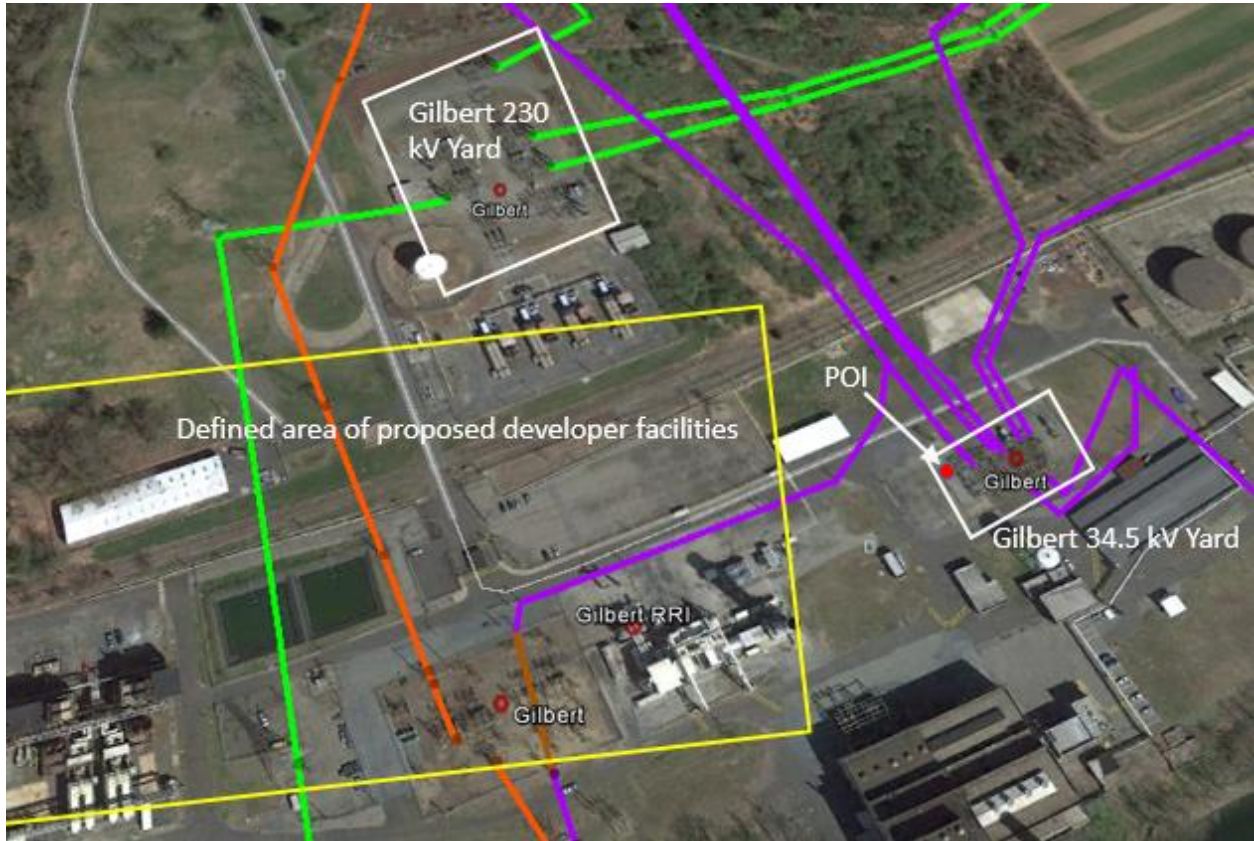 Gilbert 230
kV Yard
Gilbert
POI
Defined area of proposed developer facilities
Gilbert
Gilbert 34.5 kV Yard
Gilbert RRI
Gilbert